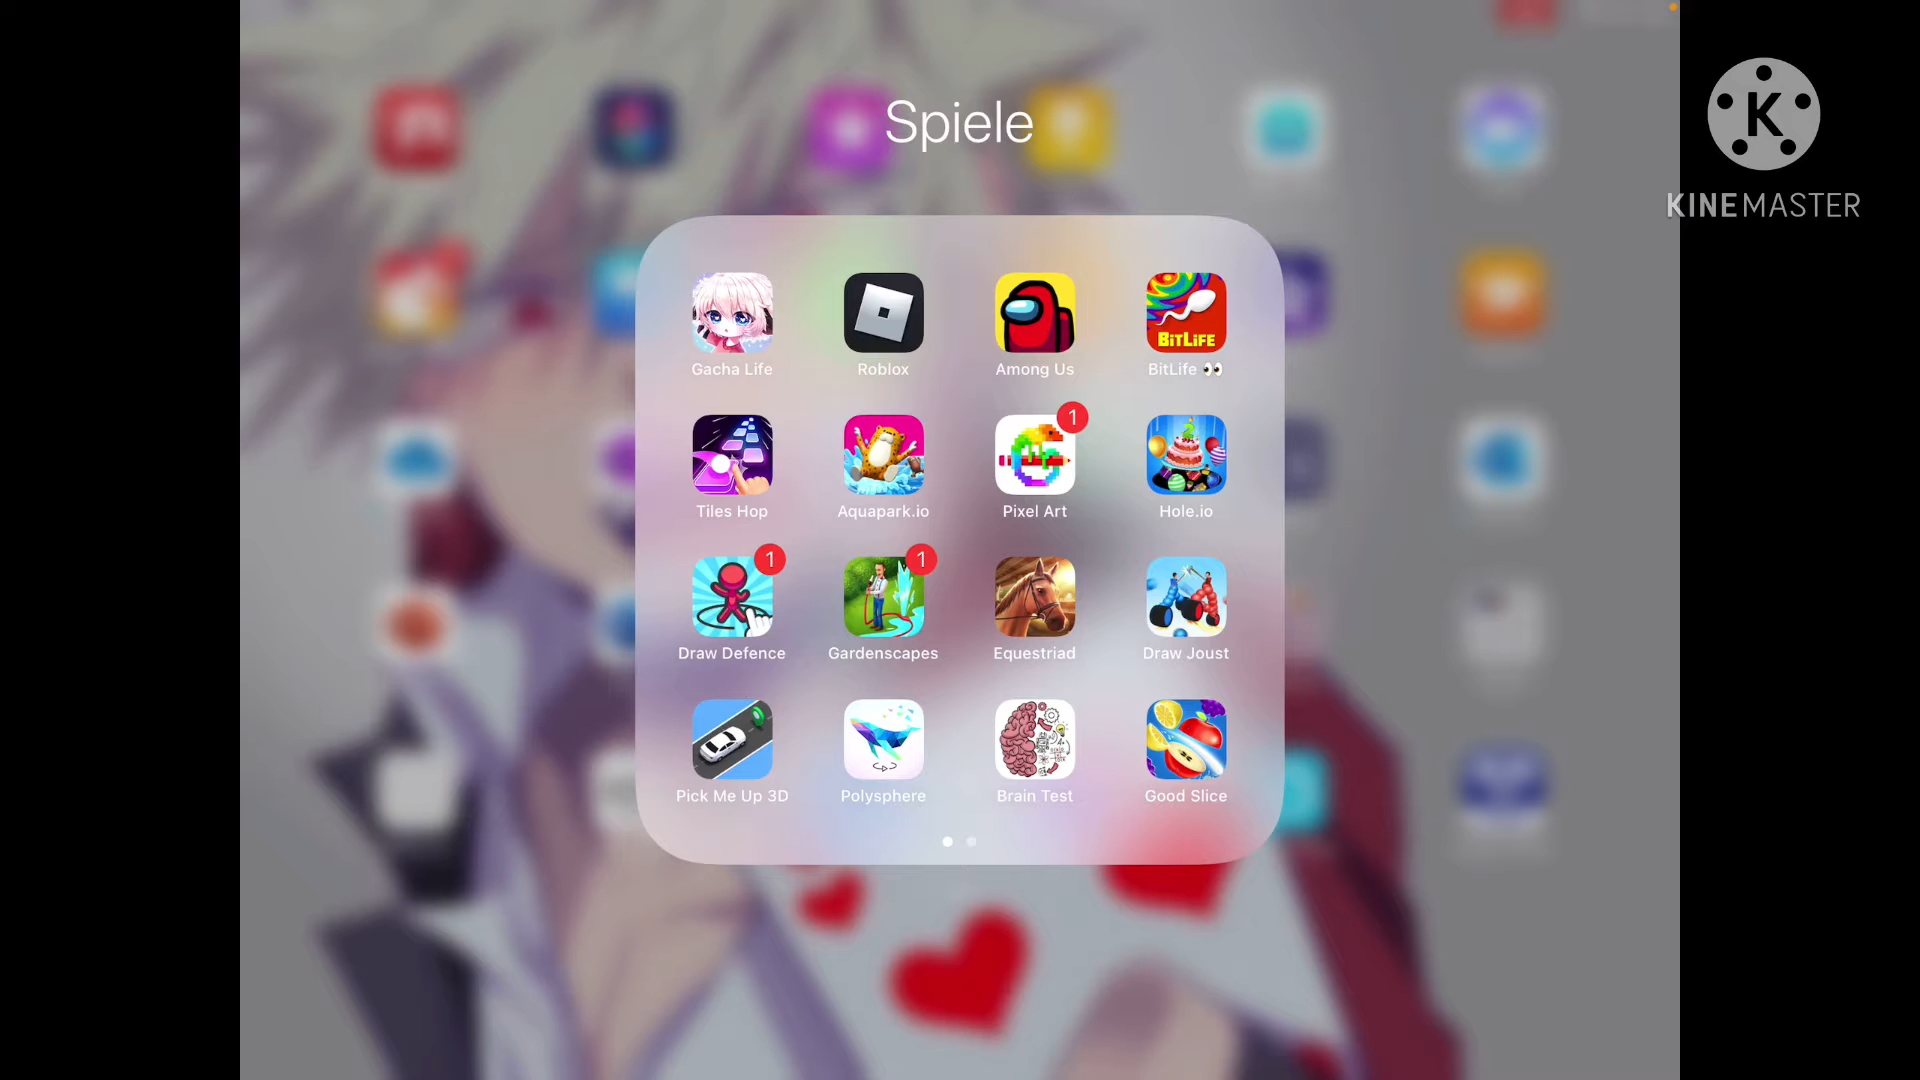 Spiele
K
KINEMASTER
Gacha Life
Roblox
Among Us
BitLife 👀
BITLIFE
Tiles Hop
Aquapark.io
Pixel Art
1
Hole.io
2
Draw Defence
1
Gardenscapes
1
Equestriad
Draw Joust
Pick Me Up 3D
Polysphere
Brain Test
Good Slice